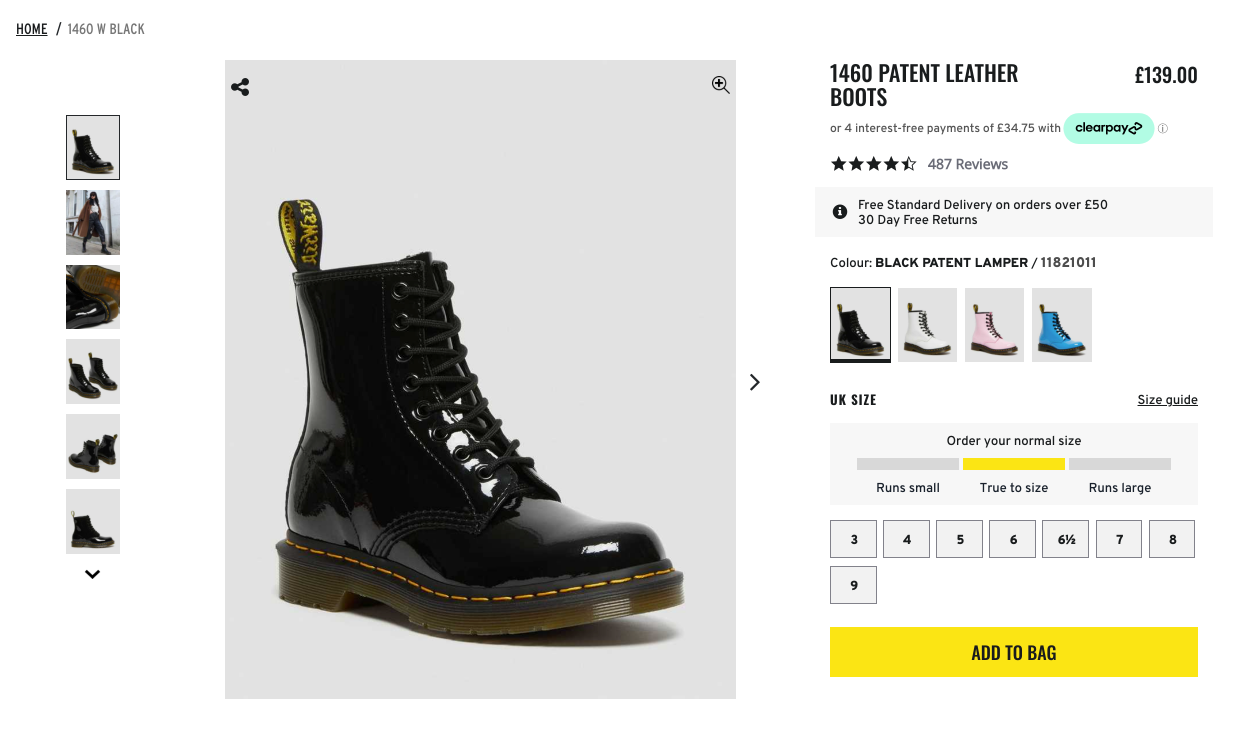 HOME / 1460 W BLACK
1460 PATENT LEATHER
BOOTS
£139.00
or 4 interest-free payments of £34.75 with clearpay
487 Reviews
Free Standard Delivery on orders over £50
30 Day Free Returns
Colour: BLACK PATENT LAMPER / 11821011
UK SIZE
Size guide
Order your normal size
Runs small
True to size
Runs large
3
4
5
6
6½
7
8
9
ADD TO BAG